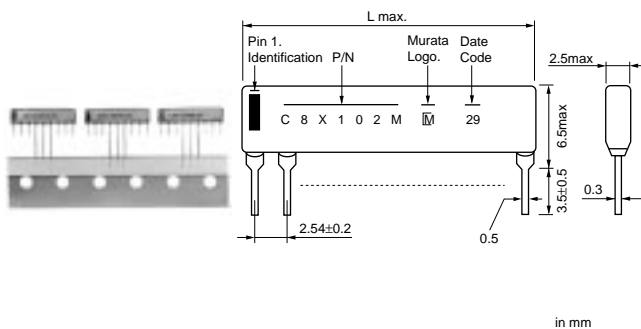 L max.
Pin 1.
Identification
P/N
Murata
Logo.
Date
Code
2.5max
C 8 X 1 0 2 M M 29
6.5max
3.5±0.5
0.3
0.5
2.54±0.2
in mm